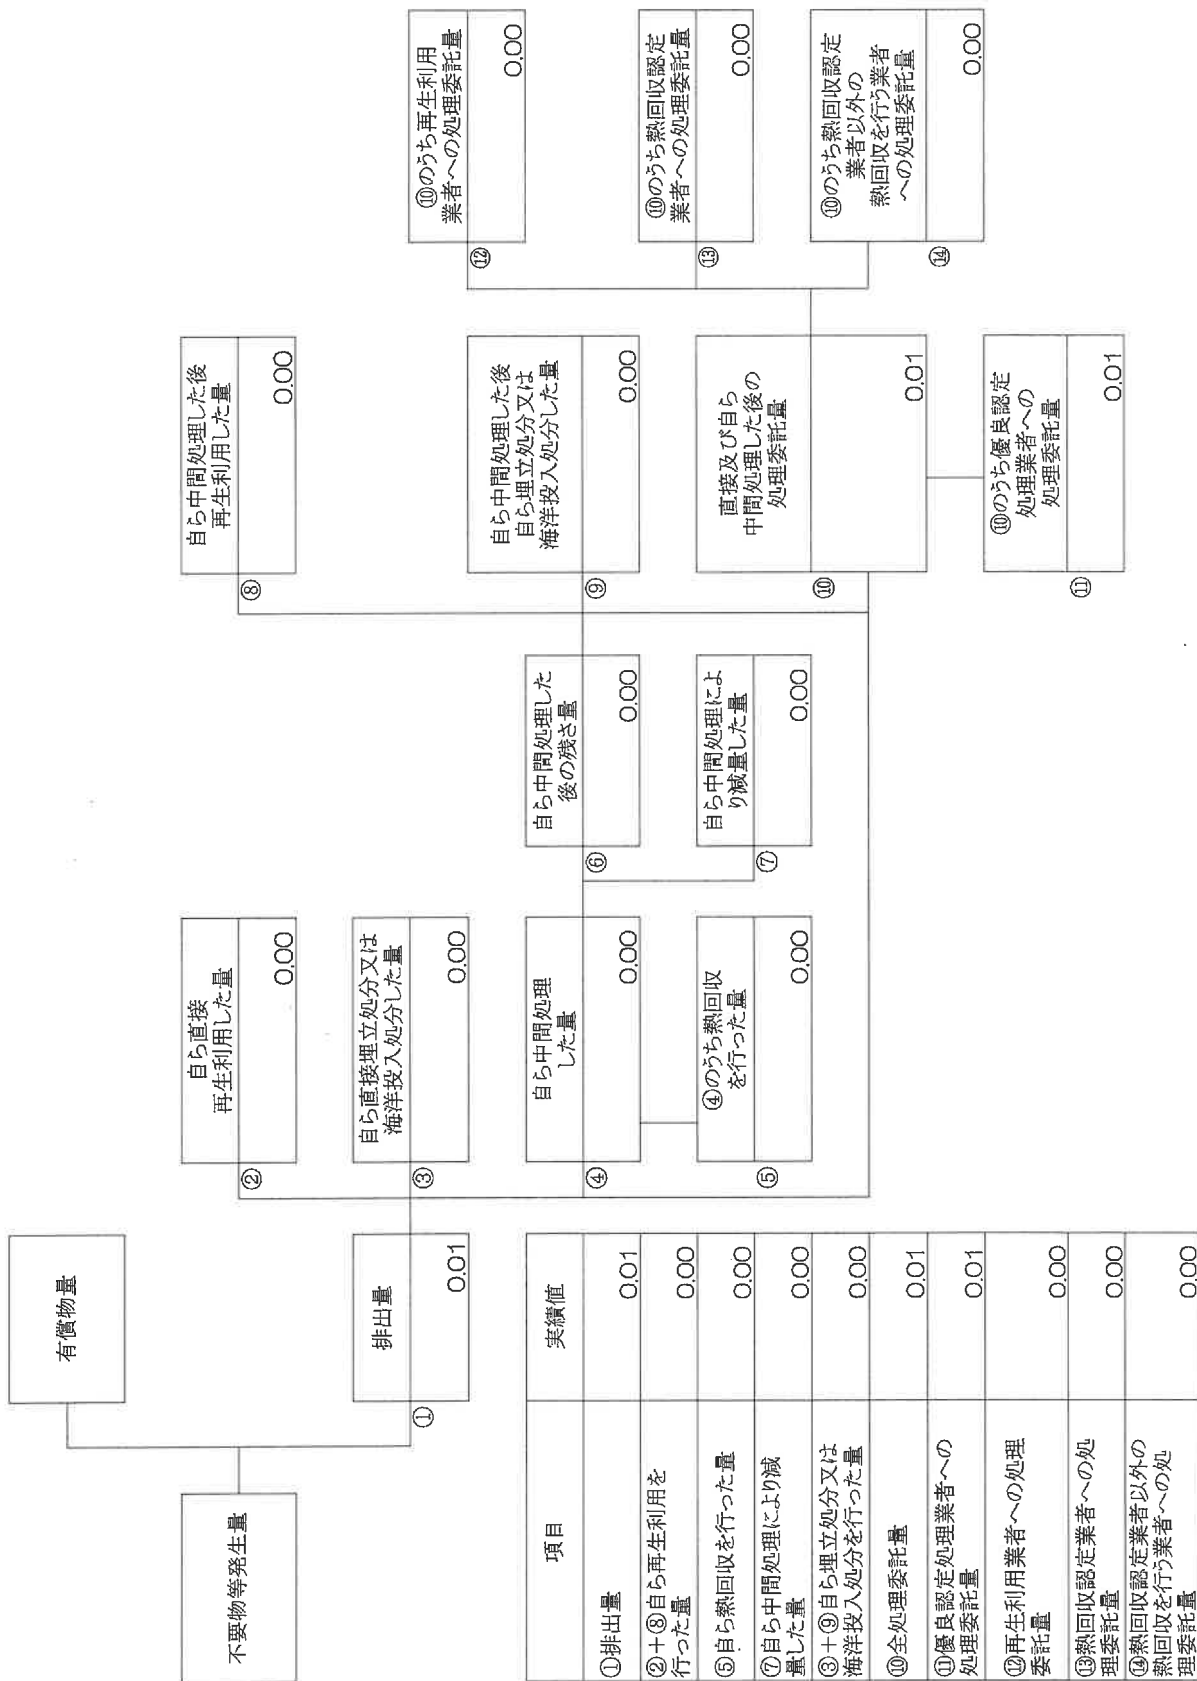 不要物等発生量
有償物量
①
排出量
0.01
②
自ら直接
再生利用した量
0.00
③
自ら直接埋立処分又は
海洋投入処分した量
0.00
④
自ら中間処理
した量
0.00
⑤
④のうち熱回収
を行った量
0.00
⑥
自ら中間処理した
後の残さ量
0.00
⑦
自ら中間処理によ
り減量した量
0.00
⑧
自ら中間処理した後
再生利用した量
0.00
⑨
自ら中間処理した後
自ら埋立処分又は
海洋投入処分した量
0.00
⑩
直接及び自ら
中間処理した後の
処理委託量
0.01
⑪
⑩のうち優良認定
処理業者への
処理委託量
0.01
⑫
⑩のうち再生利用
業者への処理委託量
0.00
⑬
⑩のうち熱回収認定
業者への処理委託量
0.00
⑭
⑩のうち熱回収認定
業者以外の
熱回収を行う業者
への処理委託量
0.00
項目
実績値
①排出量
0.01
②+⑧自ら再生利用を
行った量
0.00
⑤自ら熱回収を行った量
0.00
⑦自ら中間処理により減
量した量
0.00
③+⑨自ら埋立処分又は
海洋投入処分を行った量
0.00
⑩全処理委託量
0.01
⑪優良認定処理業者への
処理委託量
0.01
⑫再生利用業者への処理
委託量
0.00
⑬熱回収認定業者への処
理委託量
0.00
⑭熱回収認定業者以外の
熱回収を行う業者への処
理委託量
0.00